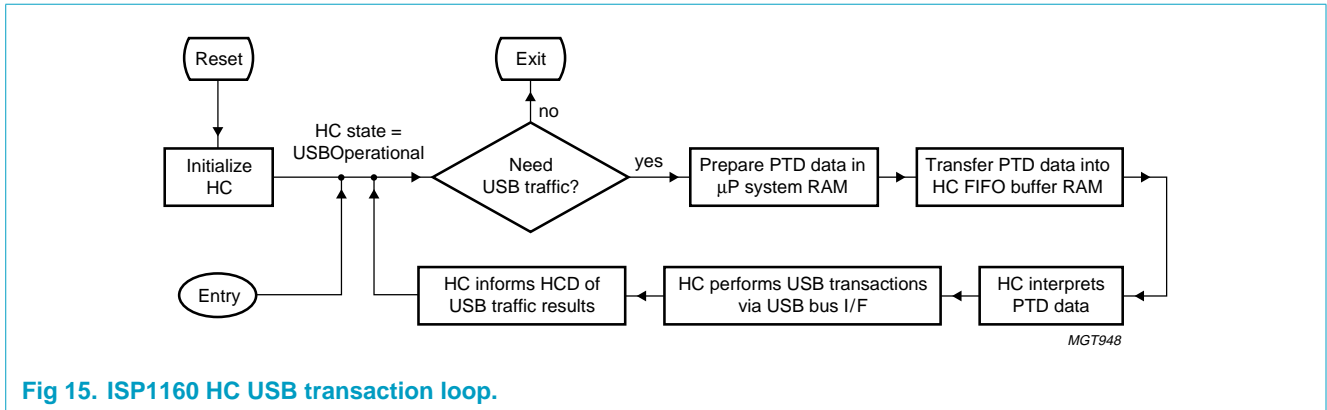 Reset
Exit
no
HC state =
USBOperational
Initialize
HC
Need
USB traffic?
yes
Prepare PTD data in
µP system RAM
Transfer PTD data into
HC FIFO buffer RAM
Entry
HC informs HCD of
USB traffic results
HC performs USB transactions
via USB bus I/F
HC interprets
PTD data
MGT948
Fig 15. ISP1160 HC USB transaction loop.